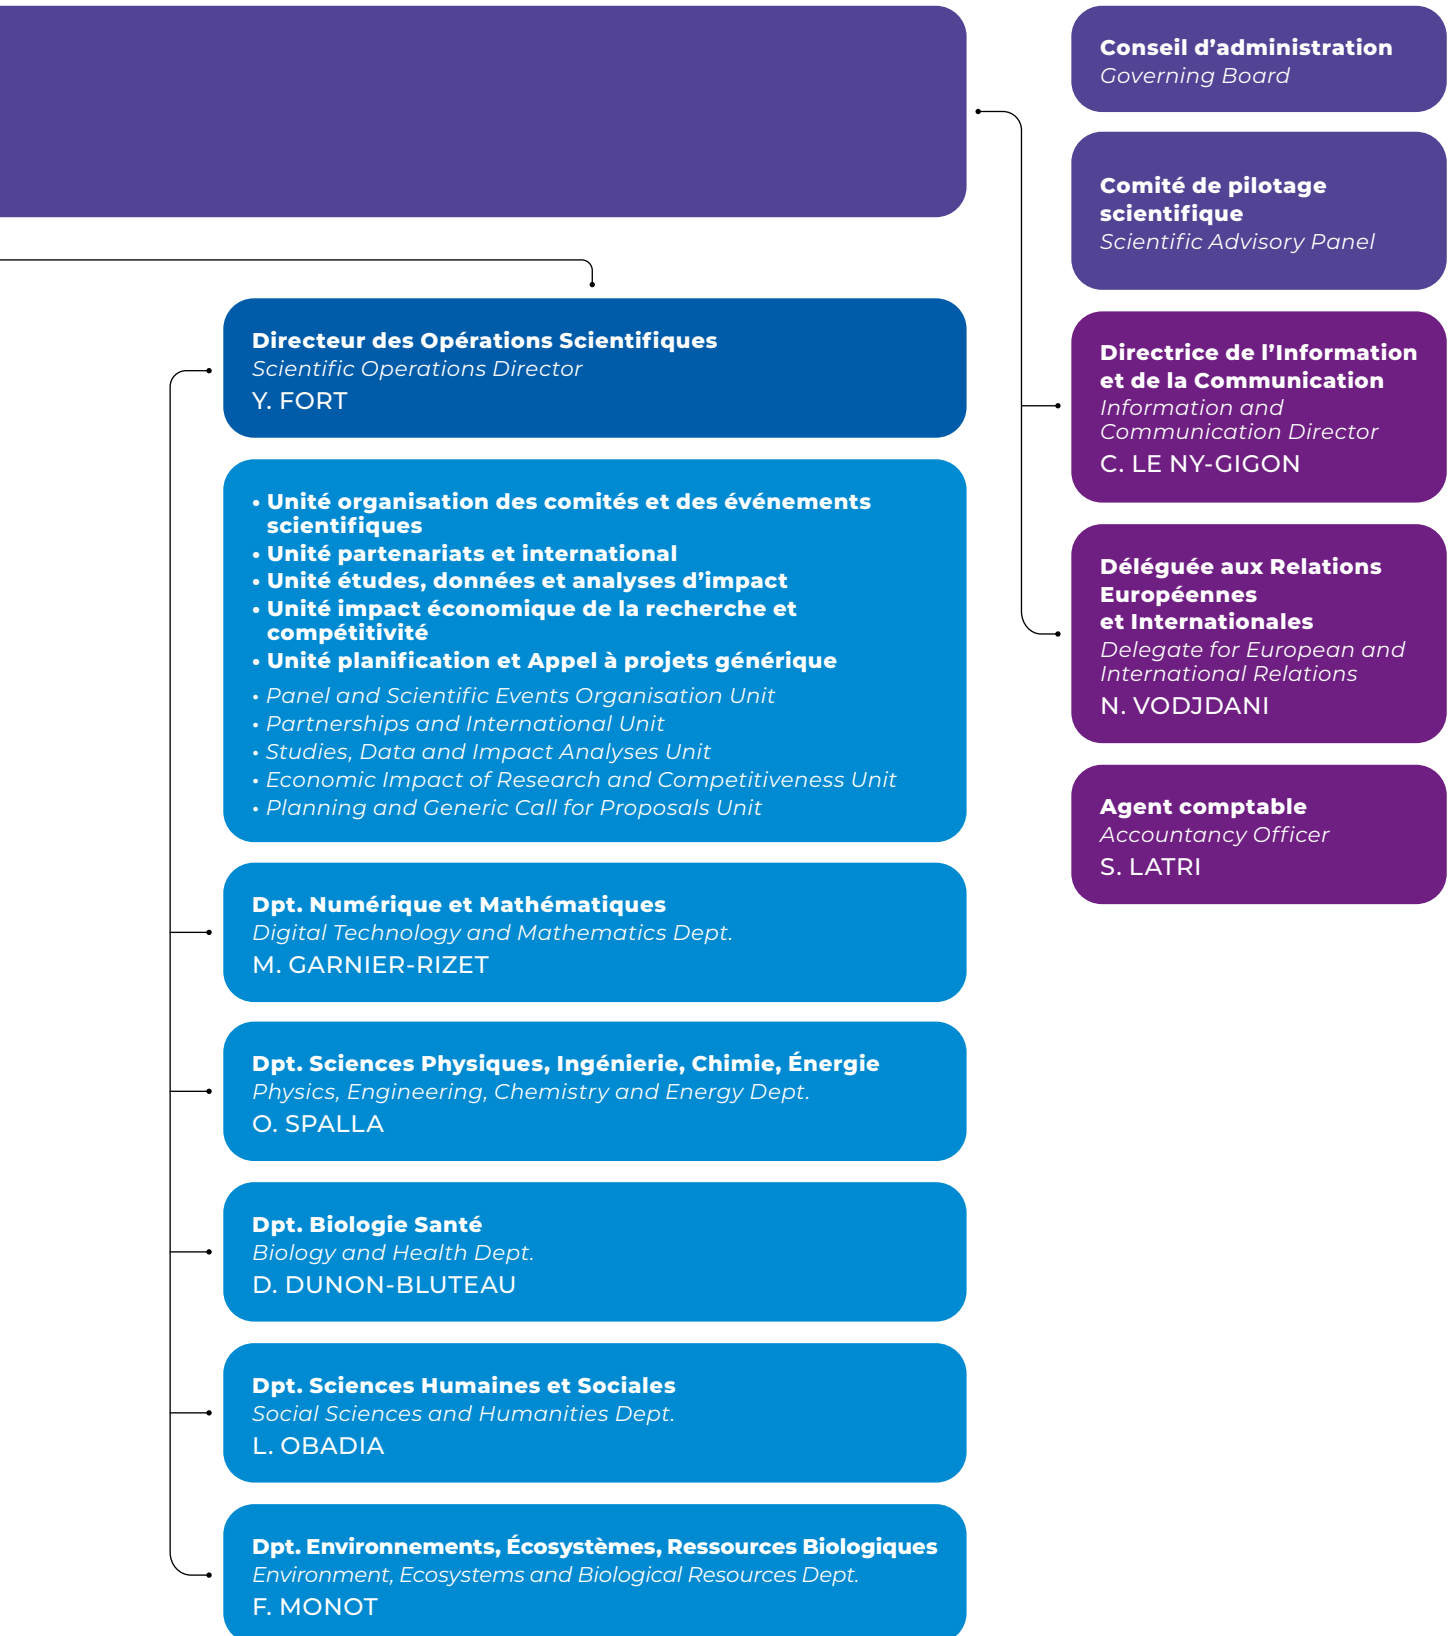 Conseil d’administration
Governing Board
Comité de pilotage
scientifique
Scientific Advisory Panel
Directeur des Opérations Scientifiques
Scientific Operations Director
Y. FORT
• Unité organisation des comités et des événements
scientifiques
• Unité partenariats et international
• Unité études, données et analyses d’impact
• Unité impact économique de la recherche et
compétitivité
• Unité planification et Appel à projets générique
• Panel and Scientific Events Organisation Unit
• Partnerships and International Unit
• Studies, Data and Impact Analyses Unit
• Economic Impact of Research and Competitiveness Unit
• Planning and Generic Call for Proposals Unit
Dpt. Numérique et Mathématiques
Digital Technology and Mathematics Dept.
M. GARNIER-RIZET
Dpt. Sciences Physiques, Ingénierie, Chimie, Énergie
Physics, Engineering, Chemistry and Energy Dept.
O. SPALLA
Dpt. Biologie Santé
Biology and Health Dept.
D. DUNON-BLUTEAU
Dpt. Sciences Humaines et Sociales
Social Sciences and Humanities Dept.
L. OBADIA
Dpt. Environnements, Écosystèmes, Ressources Biologiques
Environment, Ecosystems and Biological Resources Dept.
F. MONOT
Directrice de l’Information
et de la Communication
Information and
Communication Director
C. LE NY-GIGON
Déléguée aux Relations
Européennes
et Internationales
Delegate for European and
International Relations
N. VODJDANI
Agent comptable
Accountancy Officer
S. LATRI